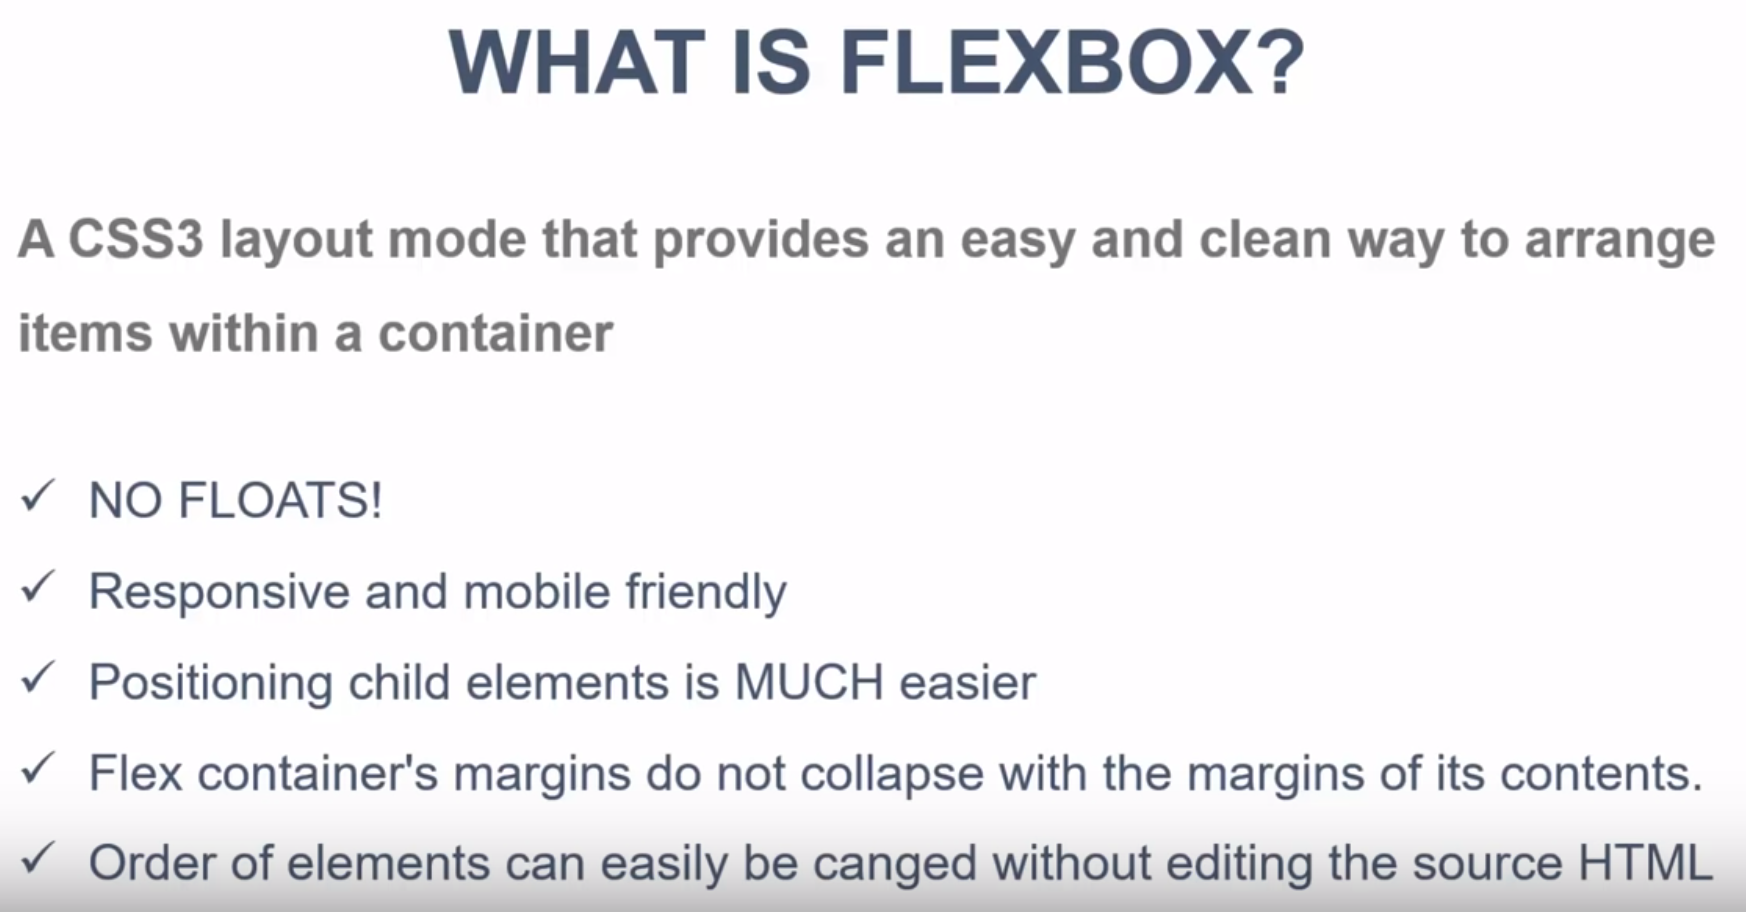 WHAT IS FLEXBOX?
A CSS3 layout mode that provides an easy and clean way to arrange
items within a container
✓ NO FLOATS!
✓ Responsive and mobile friendly
✓ Positioning child elements is MUCH easier
✓ Flex container's margins do not collapse with the margins of its contents.
✓ Order of elements can easily be canged without editing the source HTML